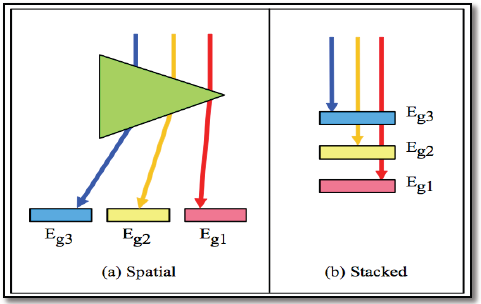 Eg3
Eg2
Eg1
Eg3 Eg2 Eg1
(a) Spatial (b) Stacked